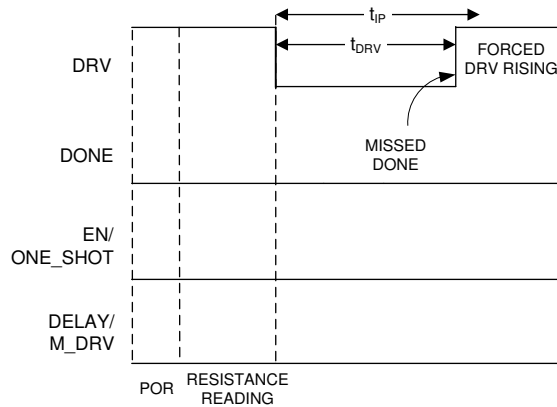 t_IP
t_DRV
FORCED
DRV RISING
DRV
MISSED
DONE
DONE
EN/
ONE_SHOT
DELAY/
M_DRV
POR
RESISTANCE
READING